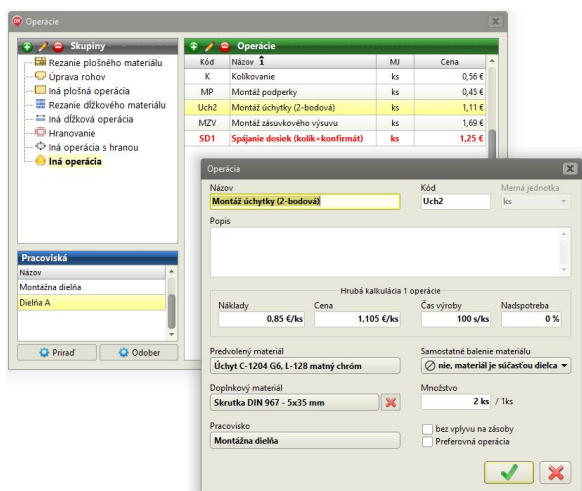 Operácie
Skupiny
Rezanie plošného materiálu
Úprava rohov
Iná plošná operácia
Rezanie dĺžkového materiálu
Iná dĺžková operácia
Hranovanie
Iná operácia s hranou
Iná operácia
Pracoviská
Názov
Montážna dielňa
Dielňa A
Priraď
Odober
Operácie
Kód Názov 1 MJ Cena
K Kolíkovanie ks 0,56 €
MP Montáž podperky ks 0,45 €
Uch2 Montáž úchytky (2-bodová) ks 1,11 €
MZV Montáž zásuvkového výsuvu ks 1,69 €
SD1 Spájanie dosiek (kolík+konfirmát) ks 1,25 €
Operácia
Názov Kód Merná jednotka
Montáž úchytky (2-bodová) Uch2 ks
Popis
Hrubá kalkulácia 1 operácie
Náklady Cena Čas výroby Nadspotreba
0,85 €/ks 1,105 €/ks 100 s/ks 0 %
Predvolený materiál Samostatné balenie materiálu
Úchyt C-1204 G6, L-128 matný chróm nie, materiál je súčasťou dielca
Doplnkový materiál Množstvo
Skrutka DIN 967 - 5x35 mm 2 ks / 1ks
Pracovisko
Montážna dielňa
bez vplyvu na zásoby
Preferovná operácia